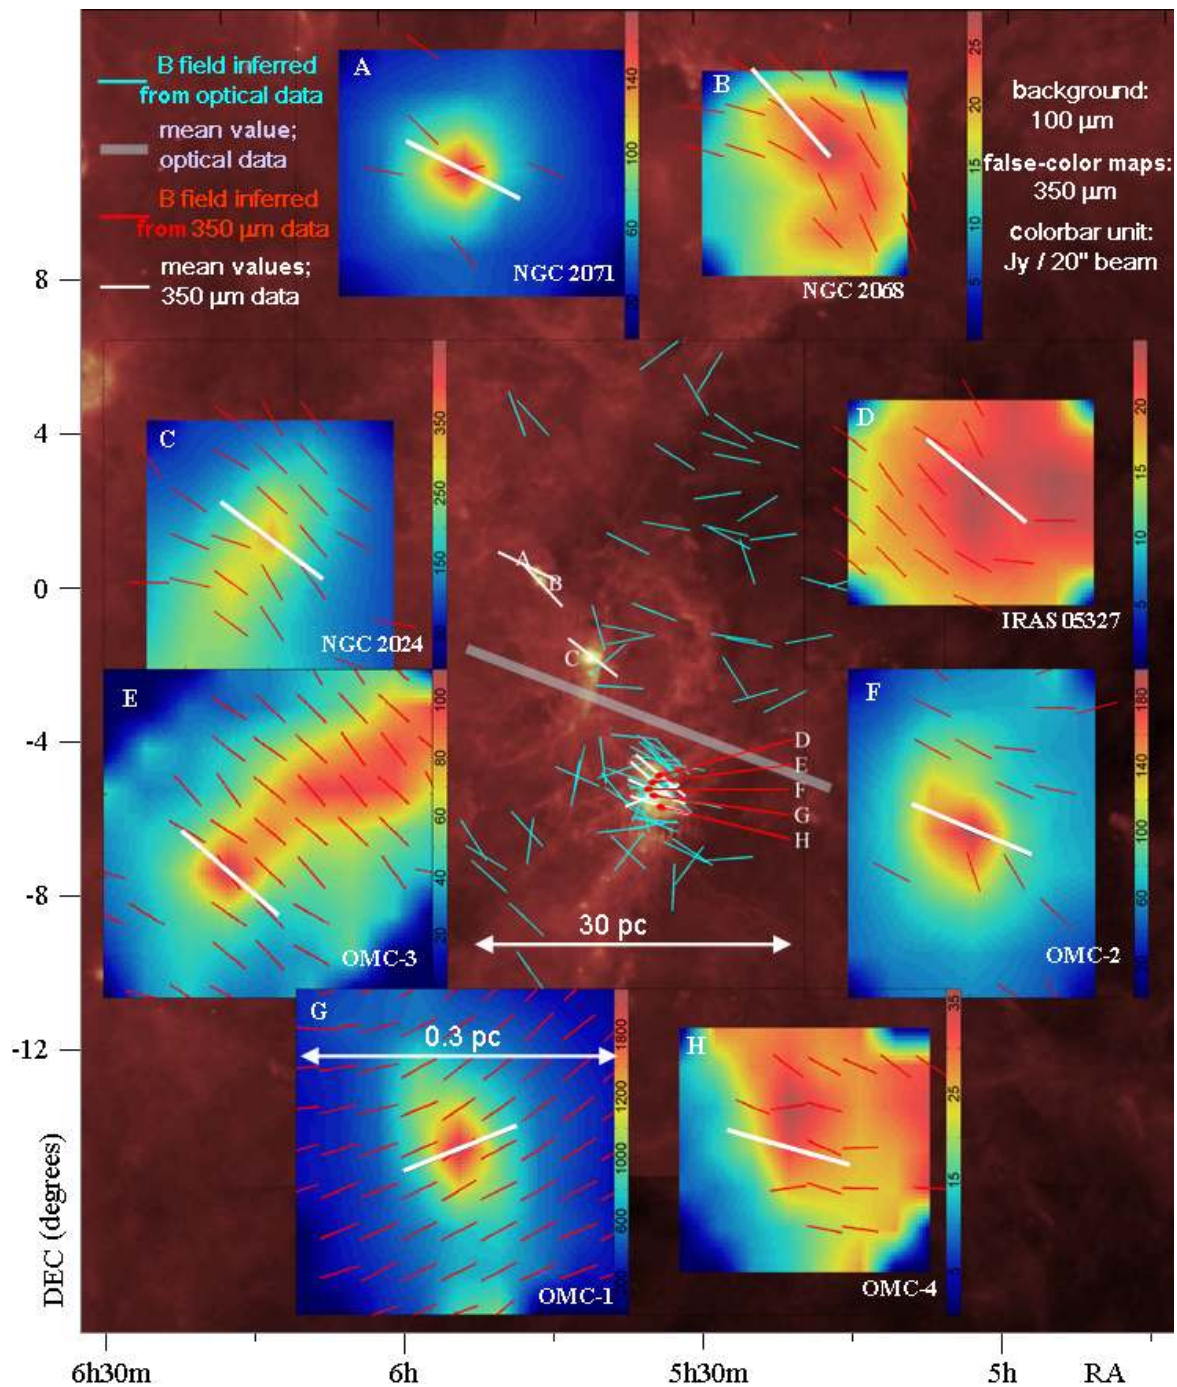 B field inferred
from optical data
mean value;
optical data
B field inferred
from 350 µm data
mean values;
350 µm data
A
NGC 2071
140
100
60
B
NGC 2068
25
20
15
10
5
background:
100 µm
false-color maps:
350 µm
colorbar unit:
Jy / 20" beam
8
4
0
-4
-8
-12
DEC (degrees)
C
NGC 2024
350
250
150
50
A
B
C
D
E
F
G
H
30 pc
D
IRAS 05327
20
15
10
5
E
OMC-3
100
80
60
40
20
F
OMC-2
180
140
100
60
G
0.3 pc
OMC-1
1800
1200
1000
600
H
OMC-4
35
25
15
5
6h30m
6h
5h30m
5h
RA